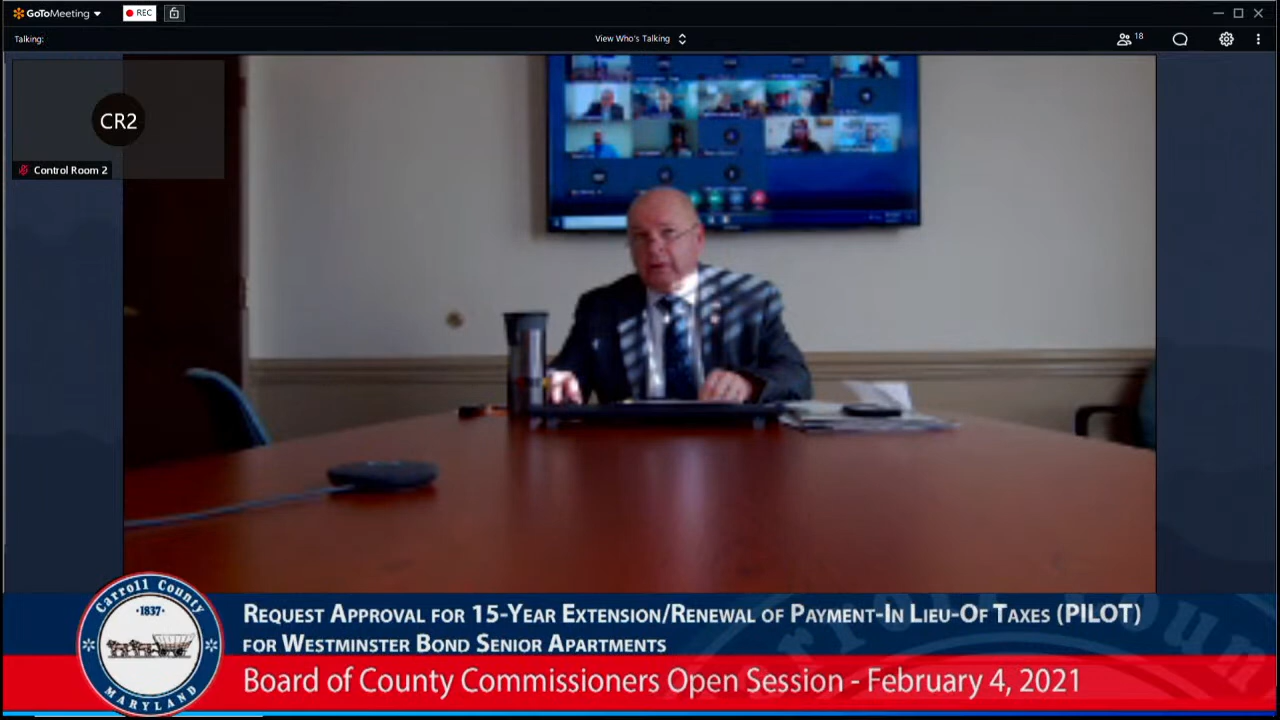 GoToMeeting
REC
Talking:
View Who's Talking
18
CR2
Control Room 2
Carroll County
·1837·
MARYLAND
REQUEST APPROVAL FOR 15-YEAR EXTENSION/RENEWAL OF PAYMENT-IN LIEU-OF TAXES (PILOT)
FOR WESTMINSTER BOND SENIOR APARTMENTS
Board of County Commissioners Open Session - February 4, 2021